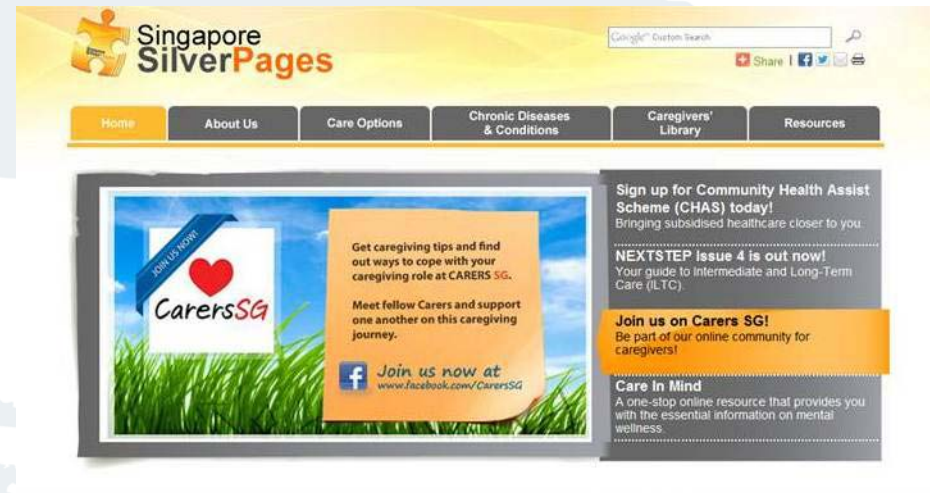 Singapore
SilverPages
Google™ Custom Search
Share
Home
About Us
Care Options
Chronic Diseases
& Conditions
Caregivers'
Library
Resources
JOIN US NOW!
CarersSG
Get caregiving tips and find
out ways to cope with your
caregiving role at CARERS SG.
Meet fellow Carers and support
one another on this caregiving
journey.
Join us now at
www.facebook.com/CarersSG
Sign up for Community Health Assist
Scheme (CHAS) today!
Bringing subsidised healthcare closer to you.
NEXTSTEP Issue 4 is out now!
Your guide to Intermediate and Long-Term
Care (ILTC).
Join us on Carers SG!
Be part of our online community for
caregivers!
Care In Mind
A one-stop online resource that provides you
with the essential information on mental
wellness.